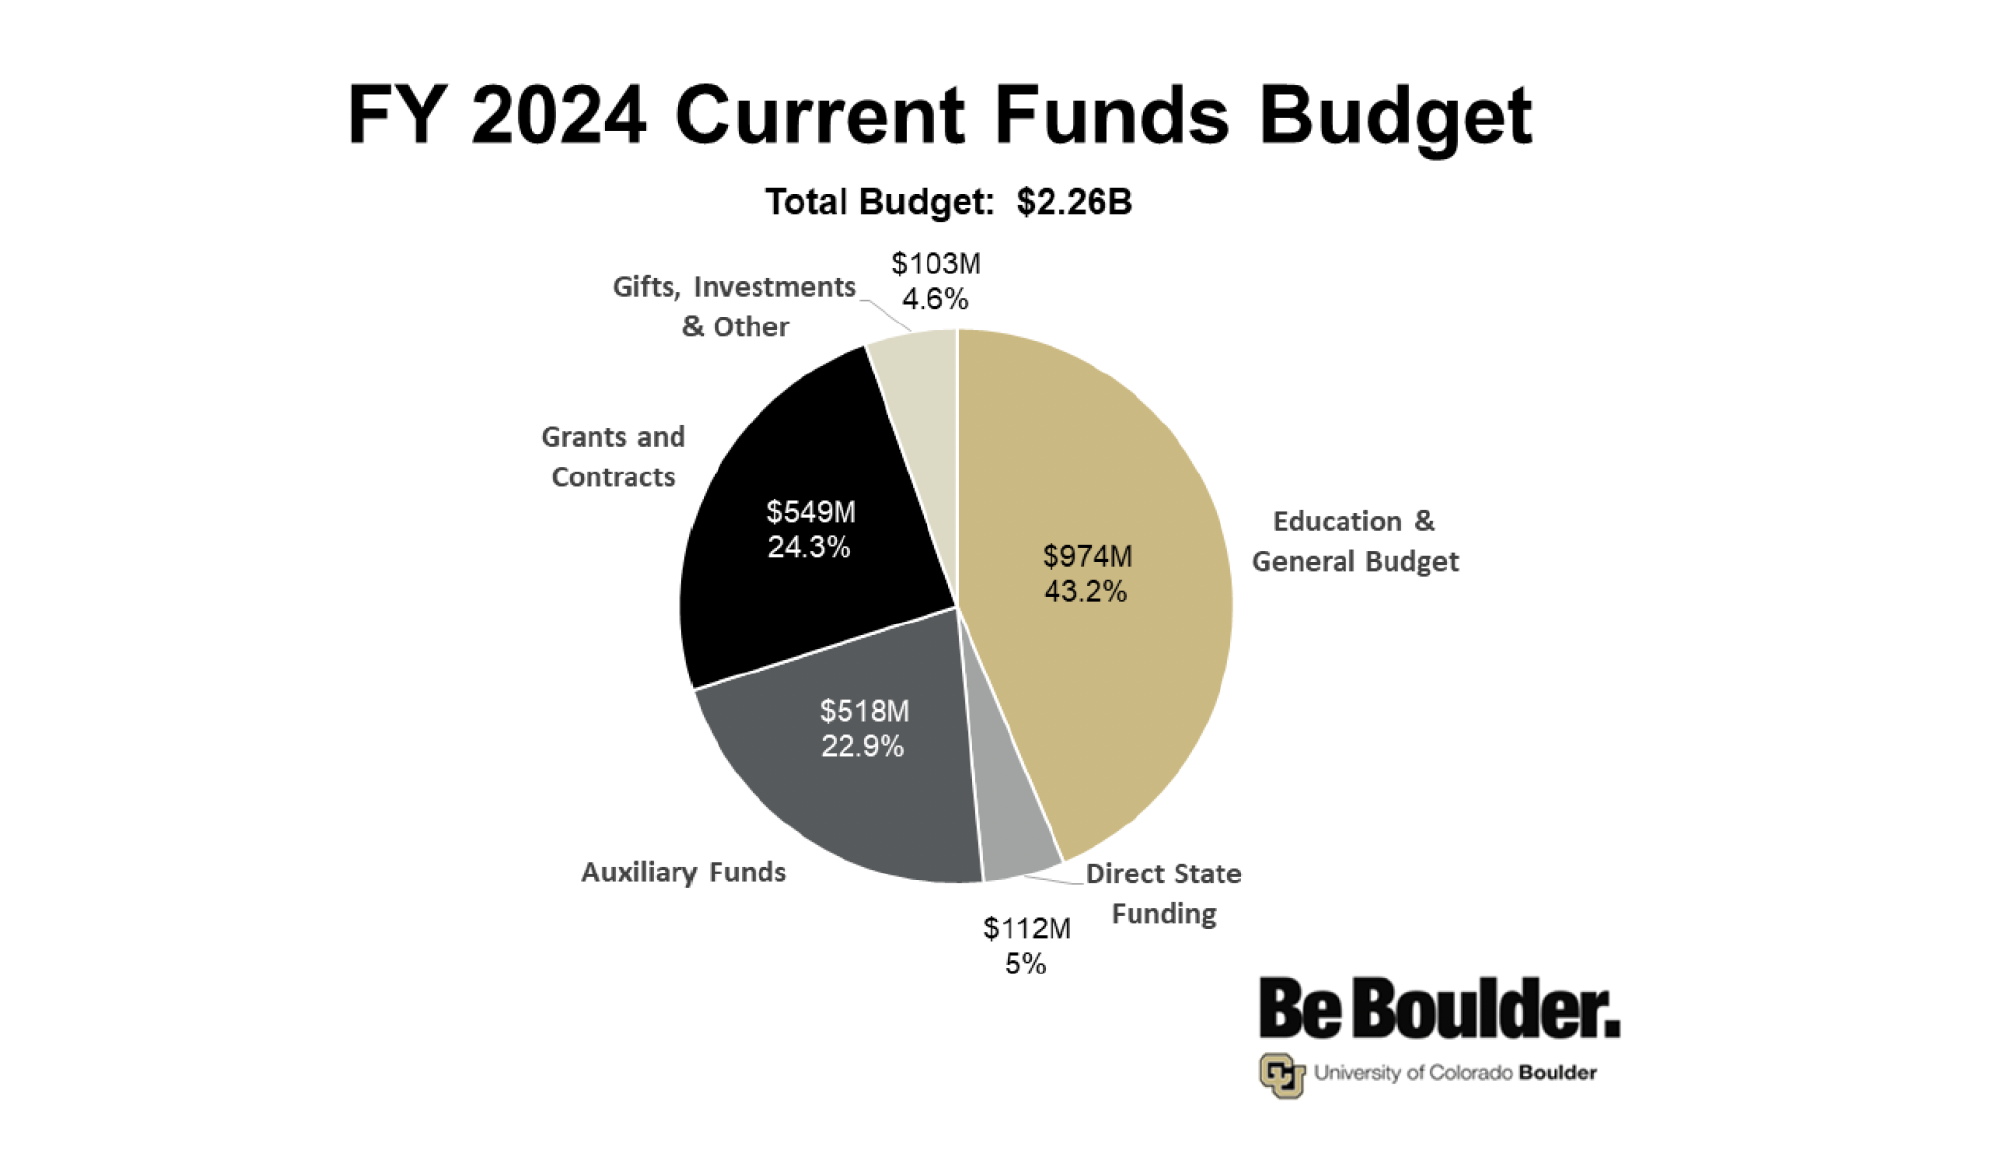 FY 2024 Current Funds Budget
Total Budget: $2.26B
$103M
4.6%
Gifts, Investments
& Other
Grants and
Contracts
$549M
24.3%
$974M
43.2%
Education &
General Budget
$518M
22.9%
Auxiliary Funds
Direct State
Funding
$112M
5%
Be Boulder.
CU
University of Colorado Boulder